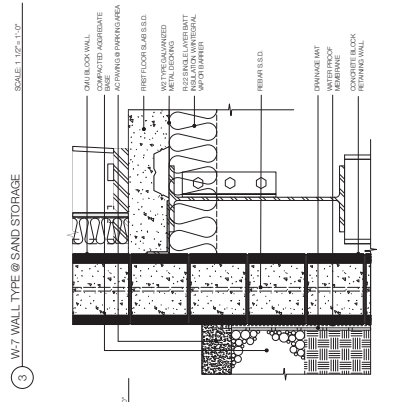 3
W-7 WALL TYPE @ SAND STORAGE
SCALE: 1 1/2" = 1'-0"
CMU BLOCK WALL
COMPACTED AGGREGATE
BASE
AC PAVING @ PARKING AREA
FIRST FLOOR SLAB S.S.D.
W2 TYPE GALVANIZED
METAL DECKING
R-22 SINGLE LAYER BATT
INSULATION W/INTEGRAL
VAPOR BARRIER
REBAR S.S.D.
DRAINAGE MAT
WATER PROOF
MEMBRANE
CONCRETE BLOCK
RETAINING WALL